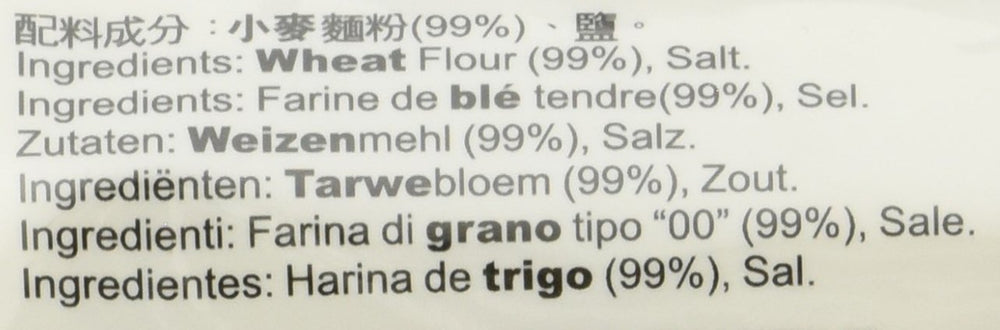 配料成分：小麥麵粉(99%)、鹽。
Ingredients: Wheat Flour (99%), Salt.
Ingredients: Farine de blé tendre(99%), Sel.
Zutaten: Weizenmehl (99%), Salz.
Ingrediënten: Tarwebloem (99%), Zout.
Ingredienti: Farina di grano tipo “00” (99%), Sale.
Ingredientes: Harina de trigo (99%), Sal.